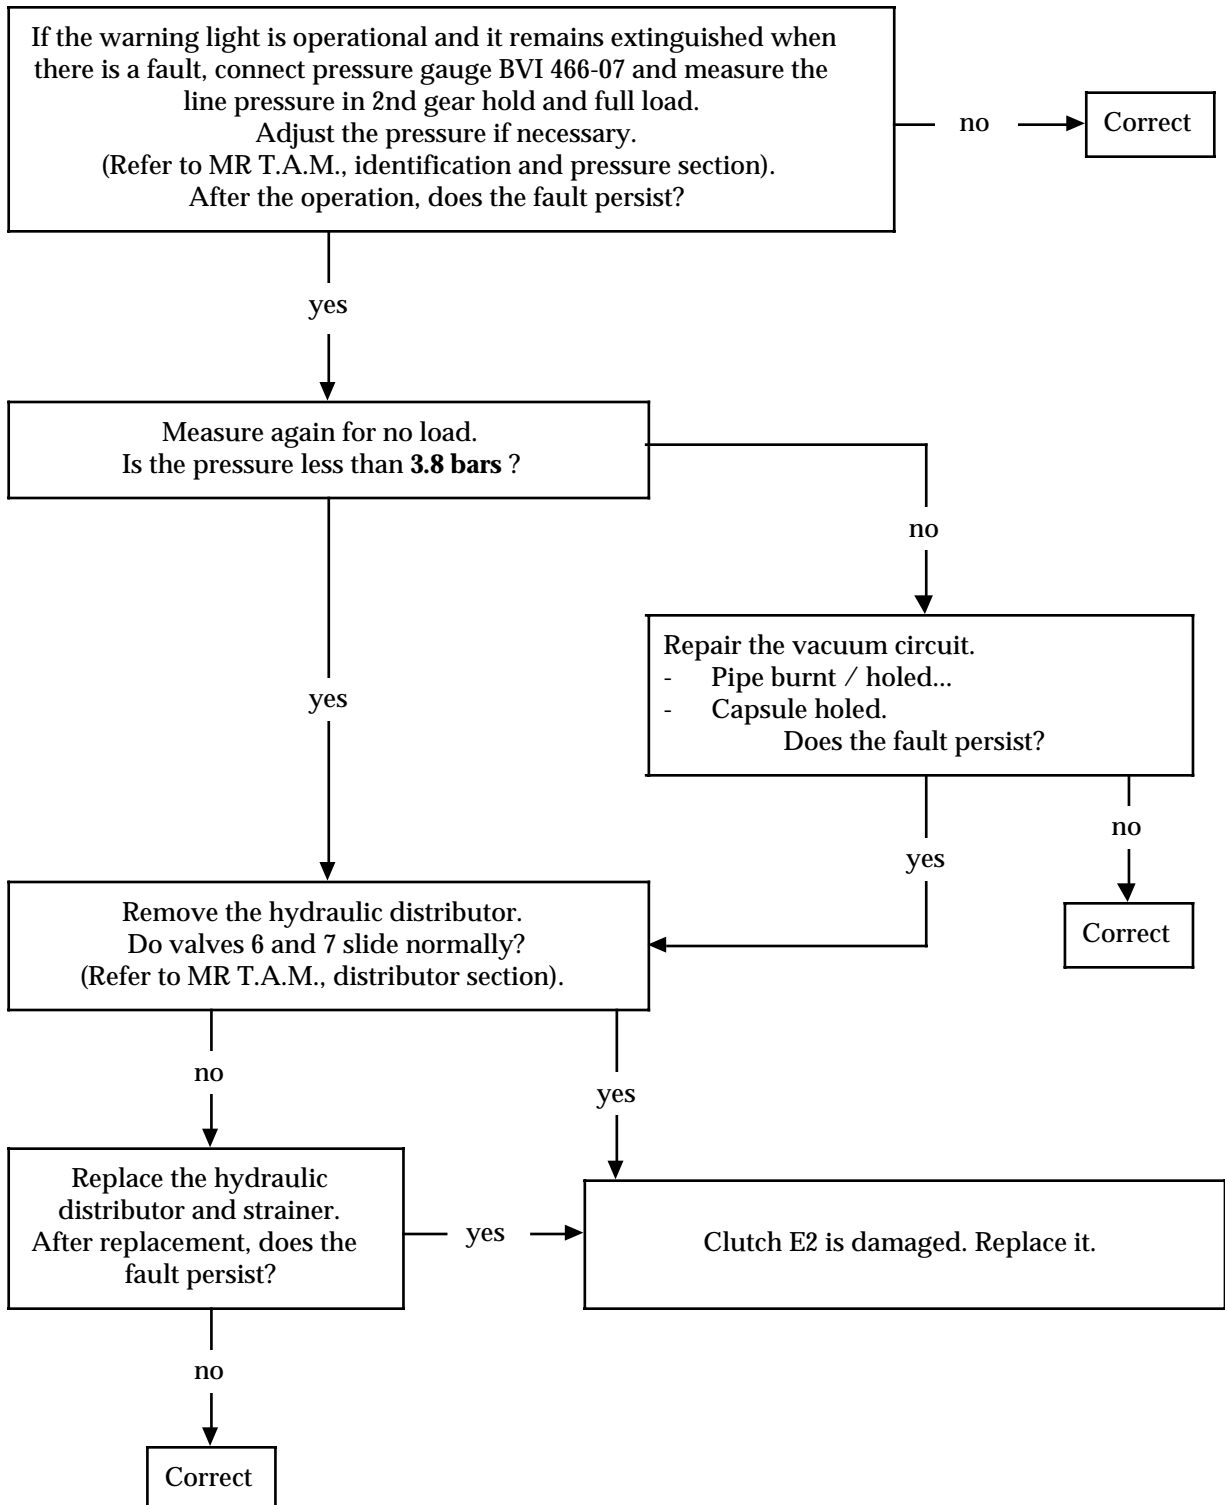 If the warning light is operational and it remains extinguished when
there is a fault, connect pressure gauge BVI 466-07 and measure the
line pressure in 2nd gear hold and full load.
Adjust the pressure if necessary.
(Refer to MR T.A.M., identification and pressure section).
After the operation, does the fault persist?
no
Correct
yes
Measure again for no load.
Is the pressure less than 3.8 bars ?
no
yes
Repair the vacuum circuit.
- Pipe burnt / holed...
- Capsule holed.
Does the fault persist?
no
yes
Correct
Remove the hydraulic distributor.
Do valves 6 and 7 slide normally?
(Refer to MR T.A.M., distributor section).
no
yes
Replace the hydraulic
distributor and strainer.
After replacement, does the
fault persist?
yes
Clutch E2 is damaged. Replace it.
no
Correct